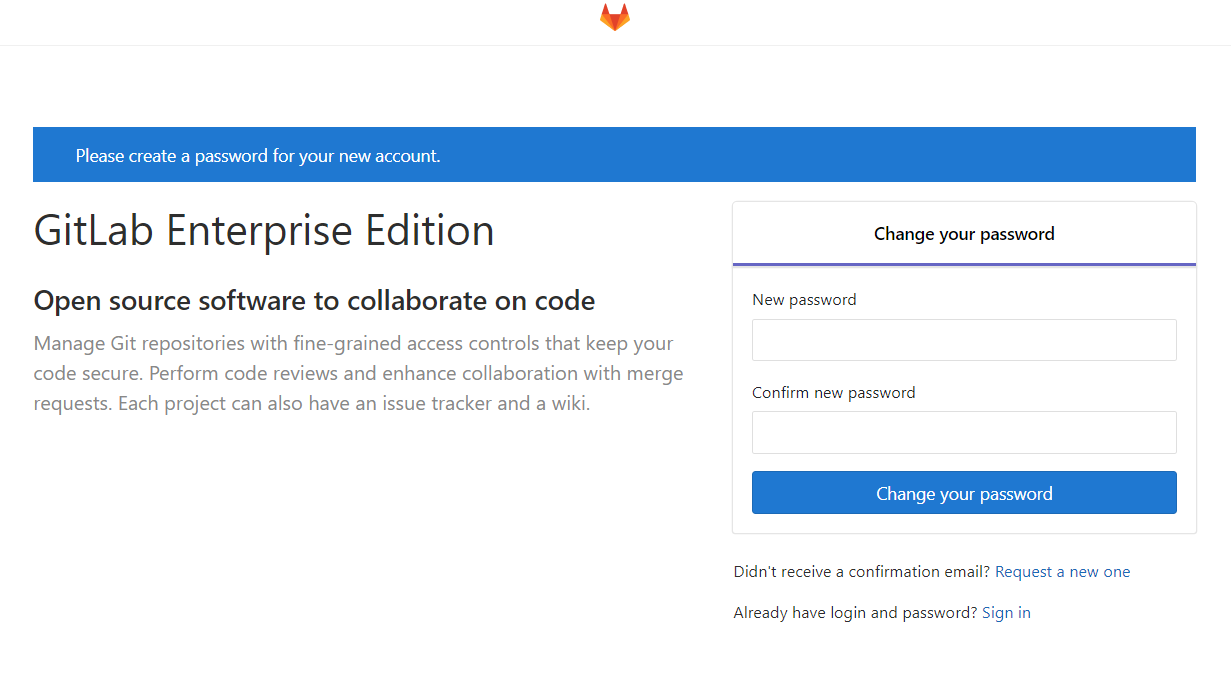 Please create a password for your new account.
GitLab Enterprise Edition
Open source software to collaborate on code
Manage Git repositories with fine-grained access controls that keep your
code secure. Perform code reviews and enhance collaboration with merge
requests. Each project can also have an issue tracker and a wiki.
Change your password
New password
Confirm new password
Change your password
Didn't receive a confirmation email? Request a new one
Already have login and password? Sign in